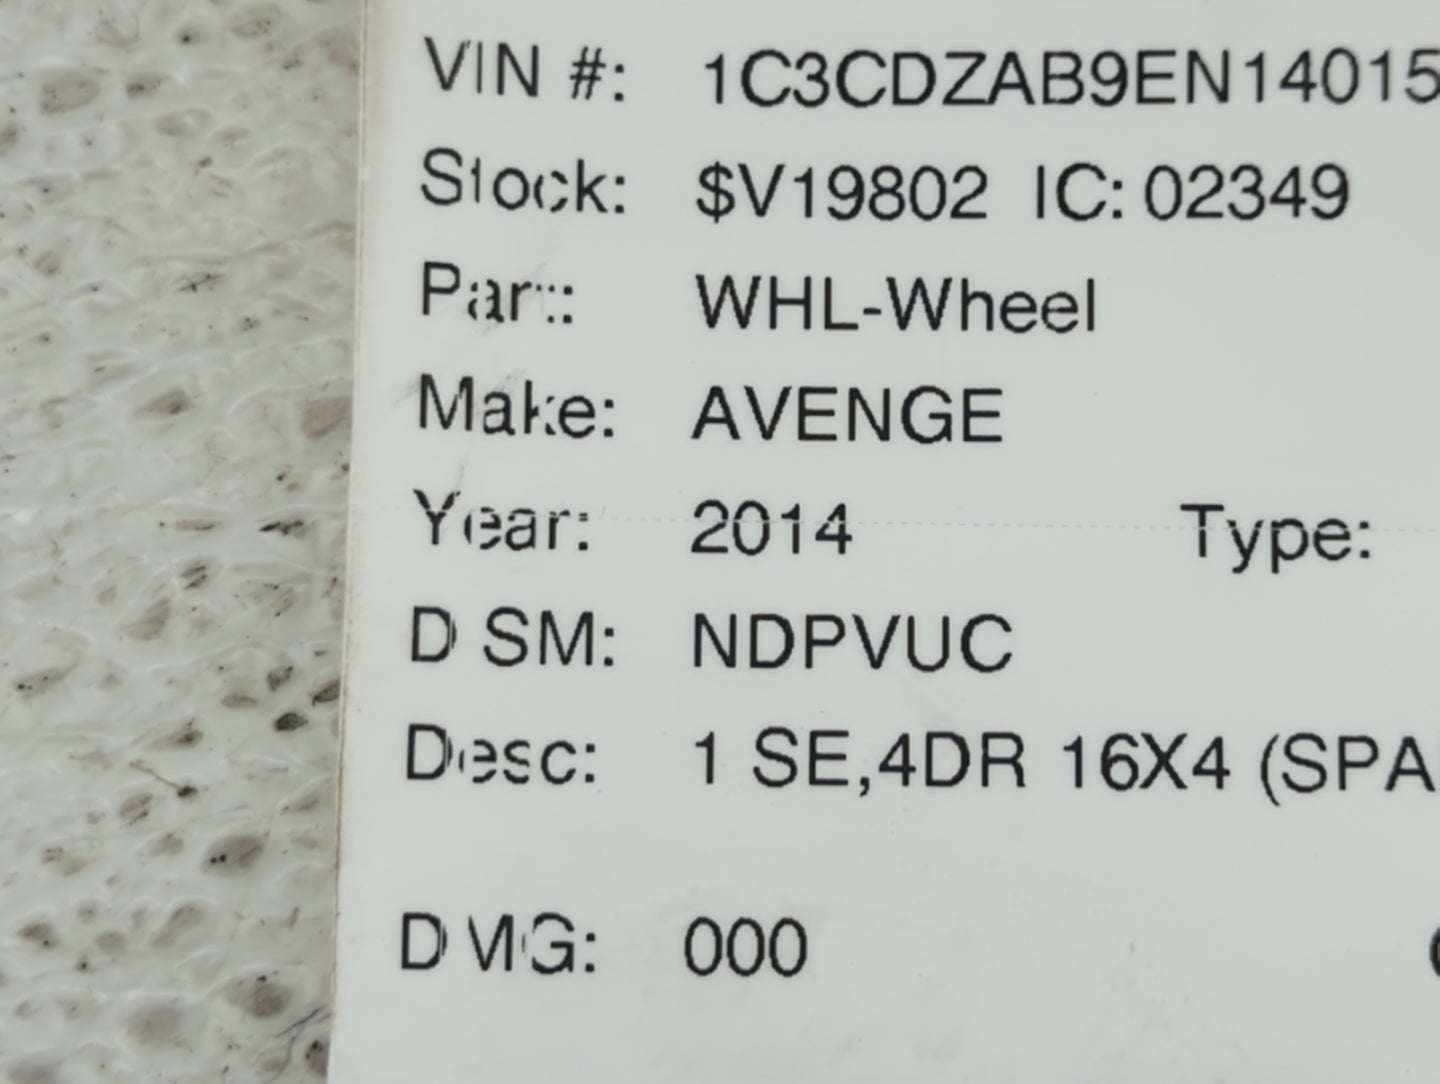 VIN #: 1C3CDZAB9EN14015
Stock: $V19802 IC: 02349
Part: WHL-Wheel
Make: AVENGE
Year: 2014 Type:
DSM: NDPVUC
Desc: 1 SE,4DR 16X4 (SPA
DMG: 000